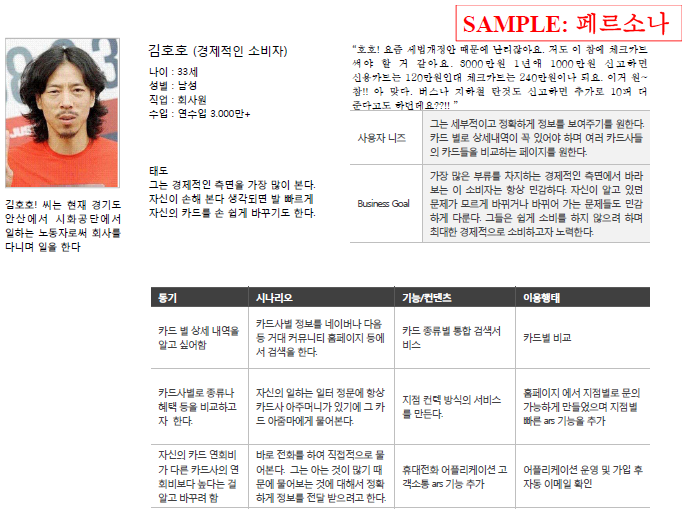 SAMPLE: 페르소나
김호호 (경제적인 소비자)
나이 : 33세
성별 : 남성
직업 : 회사원
수입 : 연수입 3.000만+
태도
그는 경제적인 측면을 가장 많이 본다.
자신이 손해 본다 생각되면 발 빠르게
자신의 카드를 손 쉽게 바꾸기도 한다.
김호호! 씨는 현재 경기도
안산에서 시화공단에서
일하는 노동자로써 회사를
다니며 일을 한다
“호호! 요즘 세법개정안 때문에 난리잖아요. 저도 이 참에 체크카드
써야 할 거 같아요. 3000만원 1년에 1000만원 신고하면
신용카드는 120만원인데 체크카드는 240만원이나 되요. 이거 원~
참!! 아 맞다. 버스나 지하철 탄것도 신고하면 추가로 10퍼 더
준다고도 하던데요??!! ”
사용자 니즈
그는 세부적이고 정확하게 정보를 보여주기를 원한다.
카드 별로 상세내역이 꼭 있어야 하며 여러 카드사들
의 카드들을 비교하는 페이지를 원한다.
Business Goal
가장 많은 부류를 차지하는 경제적인 측면에서 바라
보는 이 소비자는 항상 민감하다. 자신이 알고 있던
문제가 모르게 바뀌거나 바뀌어 가는 문제들도 민감
하게 다룬다. 그들은 쉽게 소비를 하지 않으려 하며
최대한 경제적으로 소비하고자 노력한다.
동기 시나리오 기능/컨텐츠 이용행태
카드 별 상세 내역을
알고 싶어함
카드사별 정보를 네이버나 다음
등 거대 커뮤니티 홈페이지 등에
서 검색을 한다.
카드 종류별 통합 검색서
비스
카드별 비교
카드사별로 종류나
혜택 등을 비교하고
자 한다.
자신의 일하는 일터 정문에 항상
카드사 아주머니가 있기에 그 카
드 아줌마에게 물어본다.
지점 컨텍 방식의 서비스
를 만든다.
홈페이지 에서 지점별로 문의
가능하게 만들었으며 지점별
빠른 ars 기능을 추가
자신의 카드 연회비
가 다른 카드사의 연
회비보다 높다는 걸
알고 바꾸려 함
바로 전화를 하여 직접적으로 물
어본다. 그는 아는 것이 많기 때
문에 물어보는 것에 대해서 정확
하게 정보를 전달 받으려고 한다.
휴대전화 어플리케이션 고
객소통 ars 기능 추가
어플리케이션 운영 및 가입 후
자동 이메일 확인